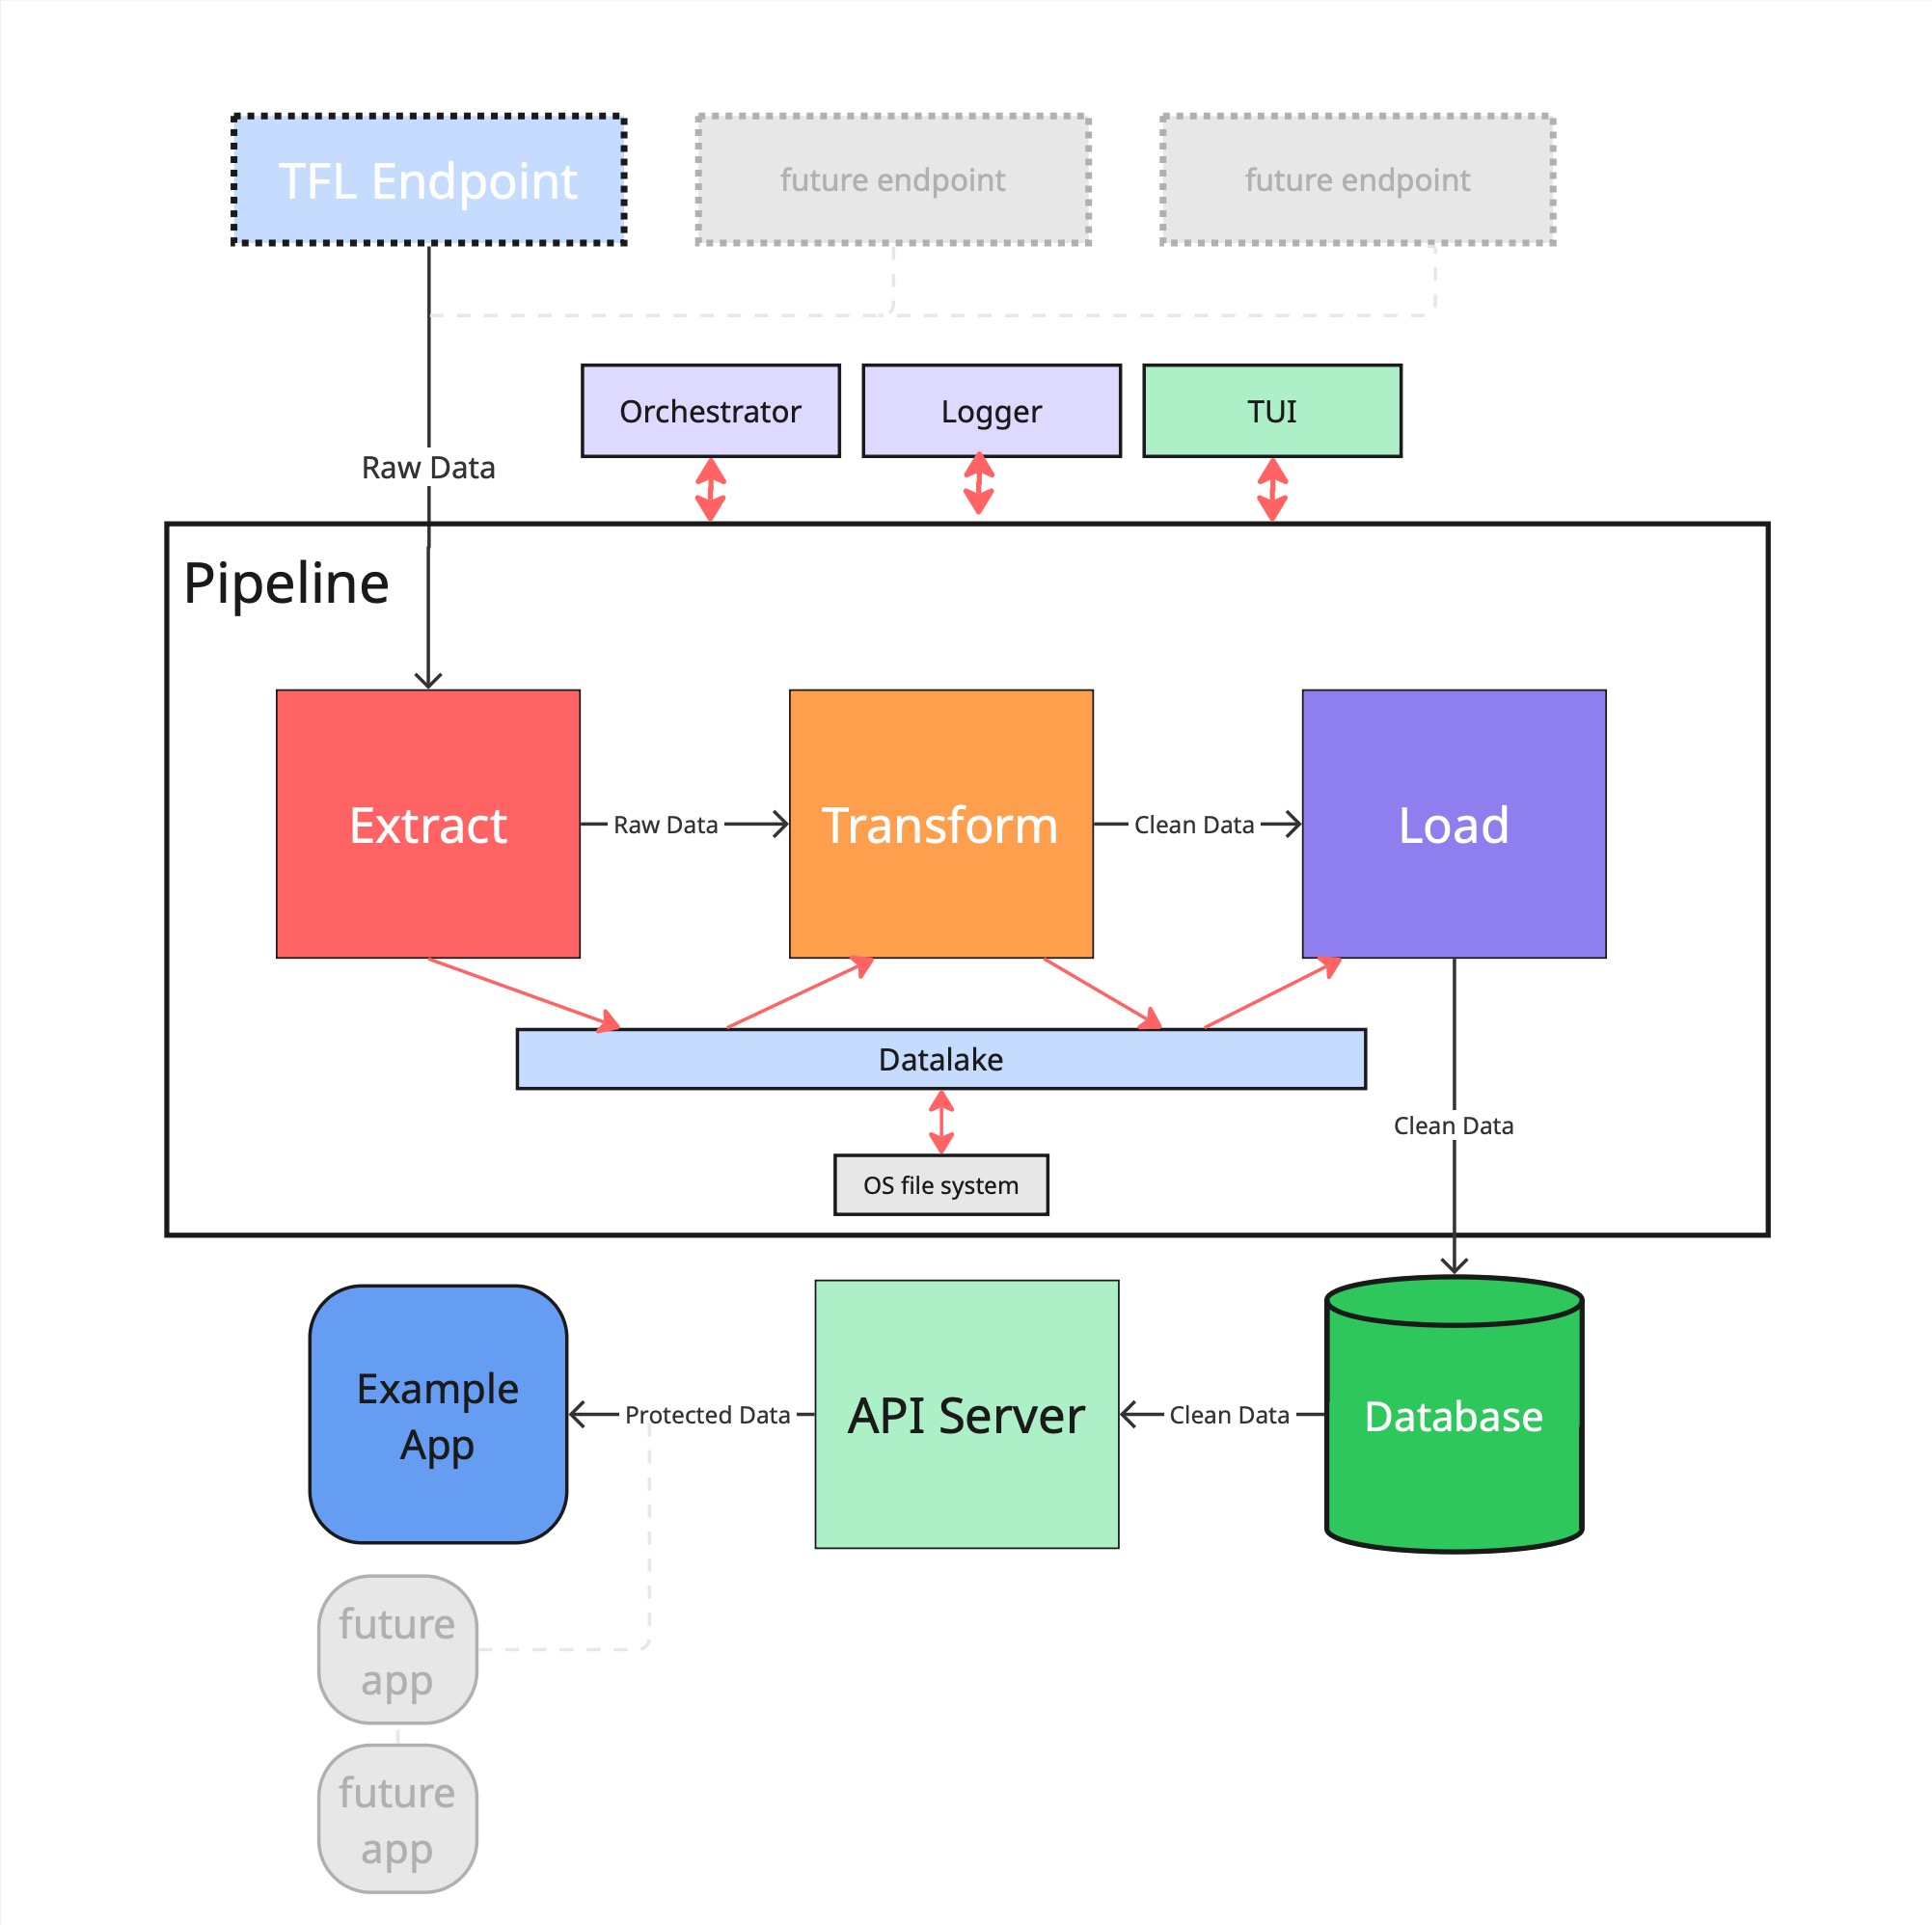 TFL Endpoint
future endpoint
future endpoint
Orchestrator
Logger
TUI
Raw Data
Pipeline
Extract
Raw Data
Transform
Clean Data
Load
Datalake
Clean Data
OS file system
Example
App
Protected Data
API Server
Clean Data
Database
future
app
future
app